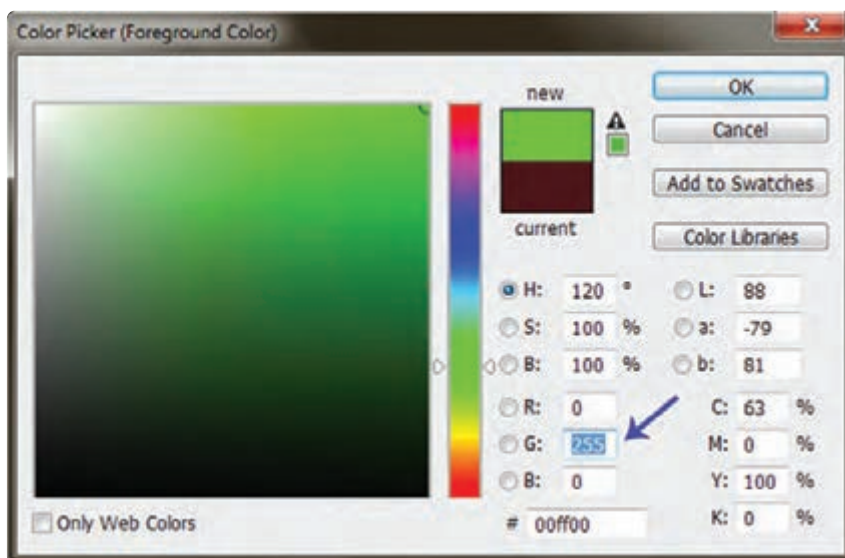 Color Picker (Foreground Color)
new
current
OK
Cancel
Add to Swatches
Color Libraries
H: 120 °
S: 100 %
B: 100 %
R: 0
G: 255
B: 0
# 00ff00
L: 88
a: -79
b: 81
C: 63 %
M: 0 %
Y: 100 %
K: 0 %
Only Web Colors